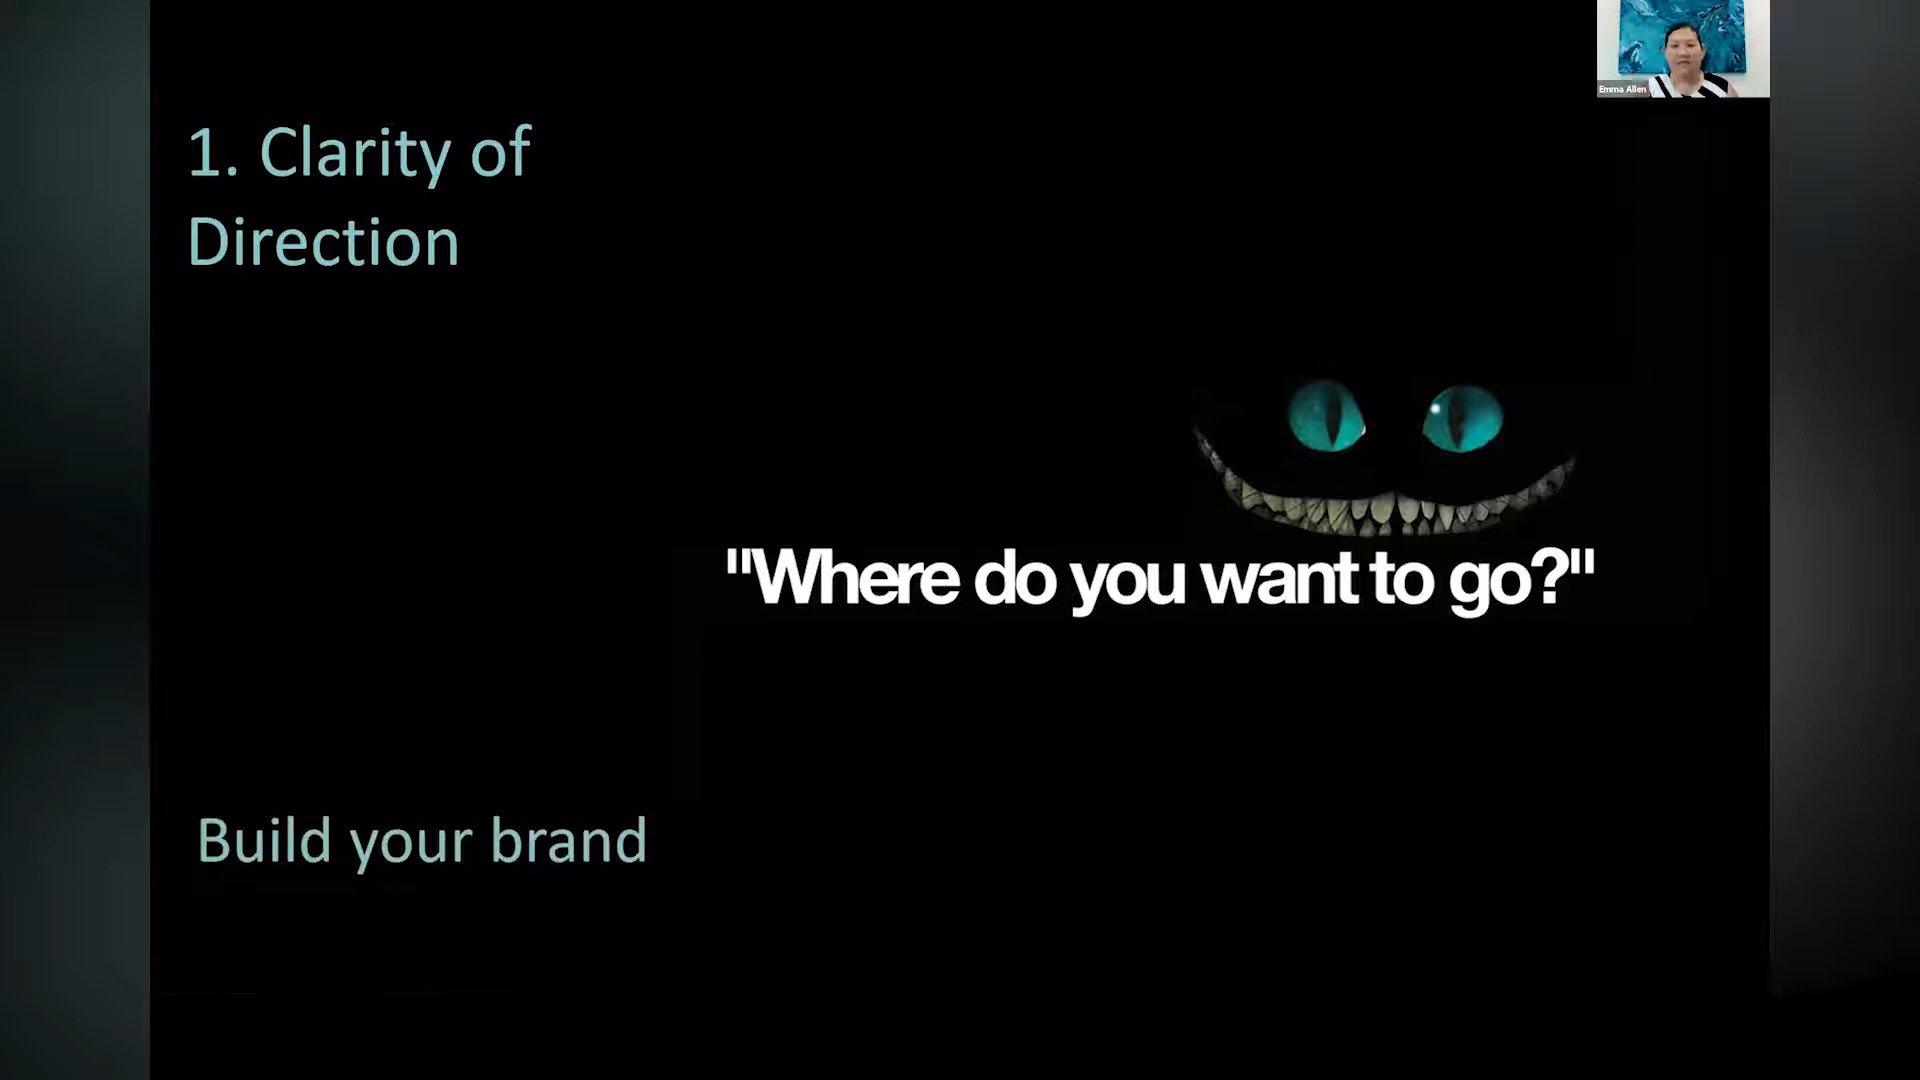 Emma Allen
1. Clarity of
Direction
"Where do you want to go?"
Build your brand